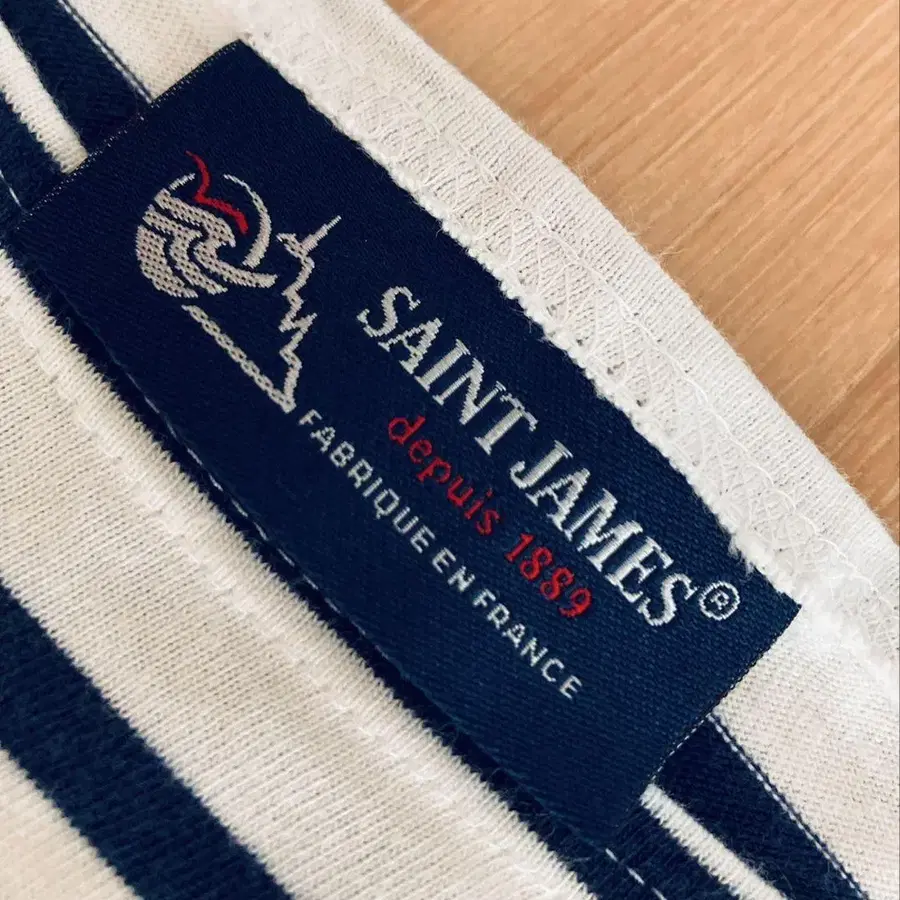 SAINT JAMES®
depuis 1889
FABRIQUE EN FRANCE